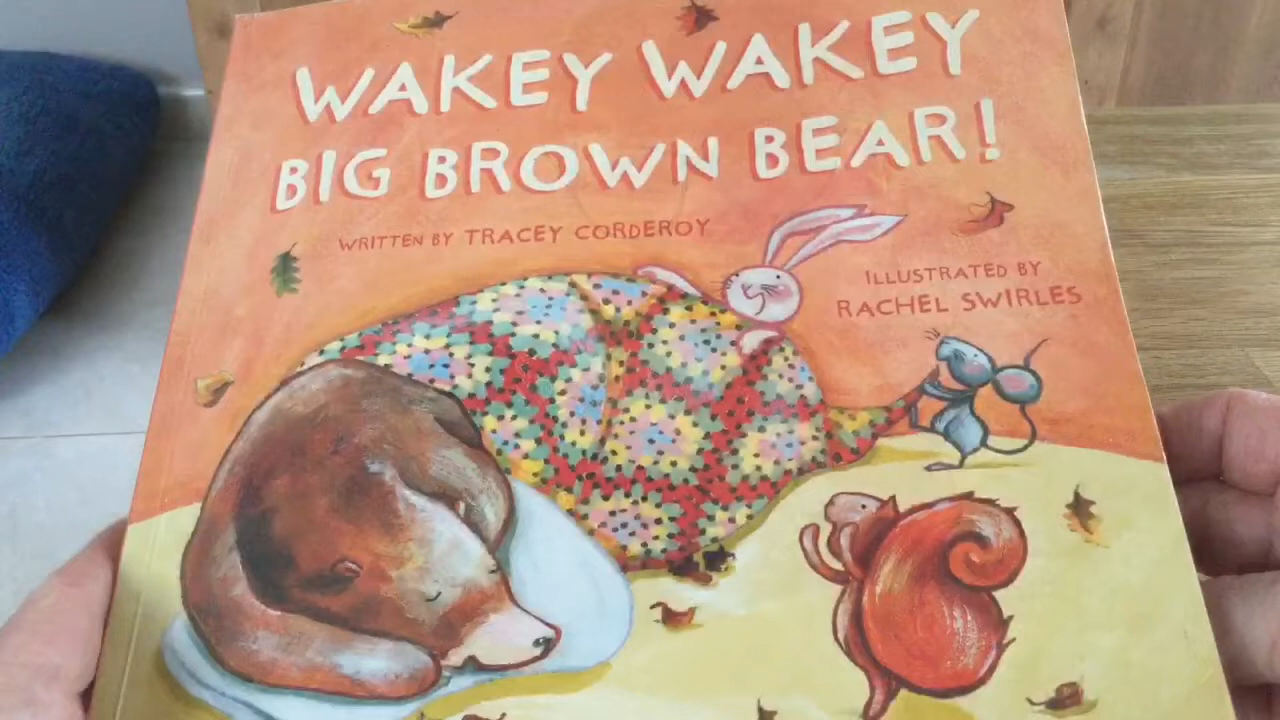 WAKEY WAKEY
BIG BROWN BEAR!
WRITTEN BY TRACEY CORDEROY
ILLUSTRATED BY
RACHEL SWIRLES